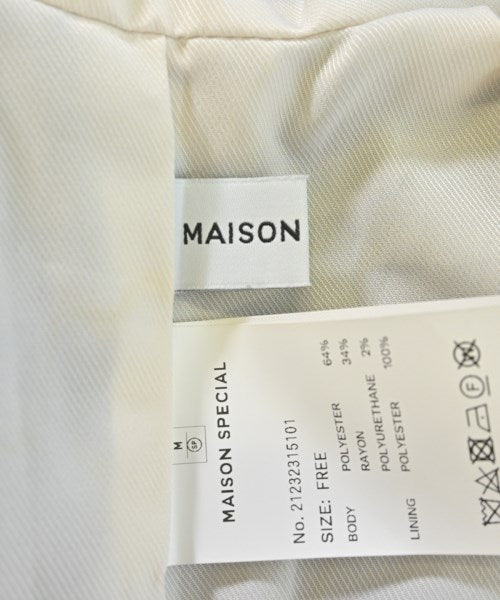 MAISON
M
SP
MAISON SPECIAL
No. 21232315101
SIZE: FREE
BODY
POLYESTER 64%
RAYON 34%
POLYURETHANE 2%
LINING
POLYESTER 100%
F